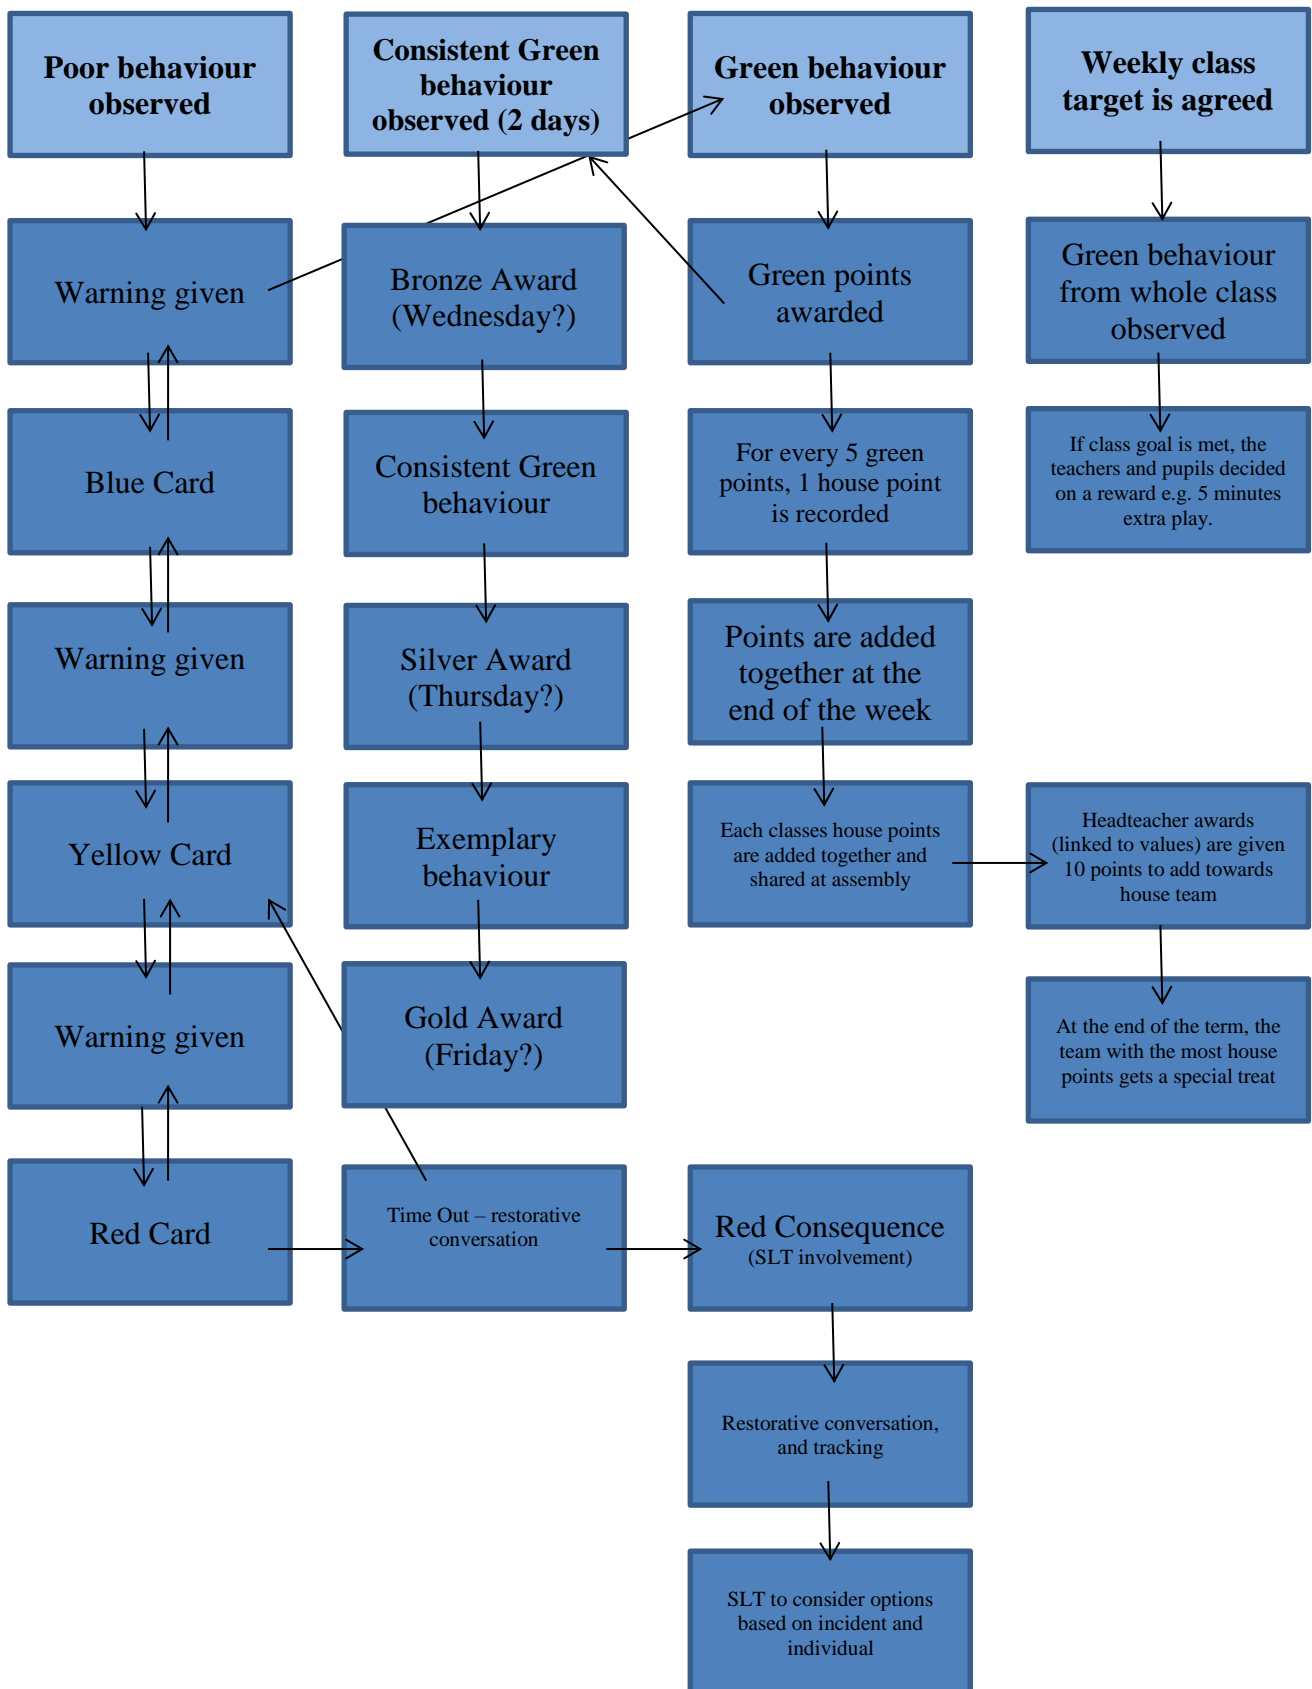 Poor behaviour
observed
Warning given
Blue Card
Warning given
Yellow Card
Warning given
Red Card
Consistent Green
behaviour
observed (2 days)
Bronze Award
(Wednesday?)
Consistent Green
behaviour
Silver Award
(Thursday?)
Exemplary
behaviour
Gold Award
(Friday?)
Time Out – restorative
conversation
Green behaviour
observed
Green points
awarded
For every 5 green
points, 1 house point
is recorded
Points are added
together at the
end of the week
Each classes house points
are added together and
shared at assembly
Red Consequence
(SLT involvement)
Restorative conversation,
and tracking
SLT to consider options
based on incident and
individual
Weekly class
target is agreed
Green behaviour
from whole class
observed
If class goal is met, the
teachers and pupils decided
on a reward e.g. 5 minutes
extra play.
Headteacher awards
(linked to values) are given
10 points to add towards
house team
At the end of the term, the
team with the most house
points gets a special treat